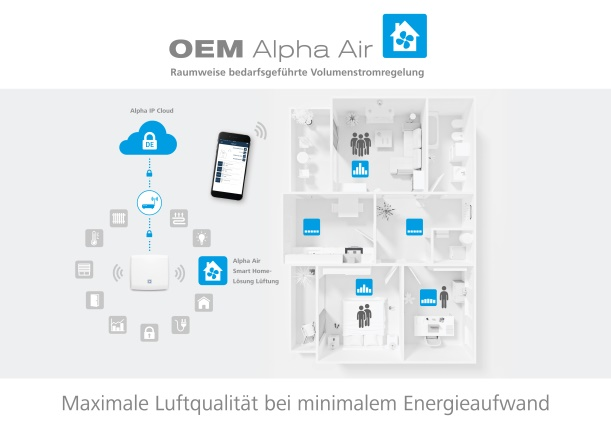 OEM Alpha Air
Raumweise bedarfsgeführte Volumenstromregelung
Alpha IP Cloud
DE
Alpha Air
Smart Home-
Lösung Lüftung
Maximale Luftqualität bei minimalem Energieaufwand